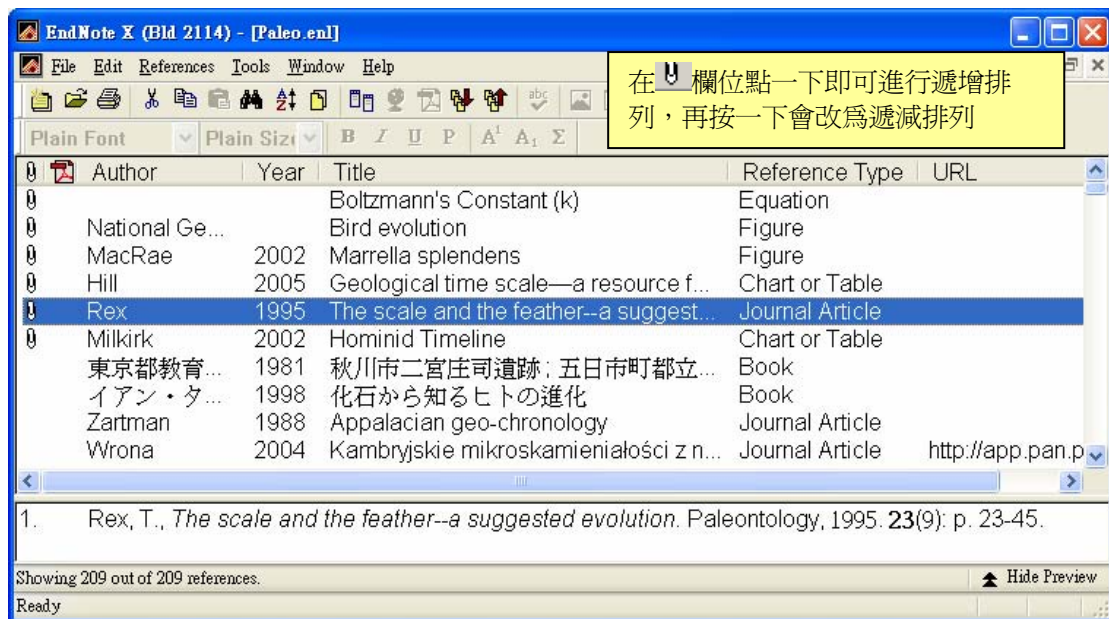 EndNote X (Bld 2114) - [Paleo.enl]
File Edit References Tools Window Help
在 欄位點一下即可進行遞增排
列，再按一下會改為遞減排列
abc
Plain Font Plain Size B I U P A1 A1 Σ
Author Year Title Reference Type URL
Boltzmann's Constant (k) Equation
National Ge... Bird evolution Figure
MacRae 2002 Marrella splendens Figure
Hill 2005 Geological time scale—a resource f... Chart or Table
Rex 1995 The scale and the feather--a suggest... Journal Article
Milkirk 2002 Hominid Timeline Chart or Table
東京都教育... 1981 秋川市二宮庄司遺跡 ; 五日市町都立... Book
イアン・タ... 1998 化石から知るヒトの進化 Book
Zartman 1988 Appalacian geo-chronology Journal Article
Wrona 2004 Kambryjskie mikroskamieniałości z n... Journal Article http://app.pan.p
1. Rex, T., The scale and the feather--a suggested evolution. Paleontology, 1995. 23(9): p. 23-45.
Showing 209 out of 209 references. Hide Preview
Ready